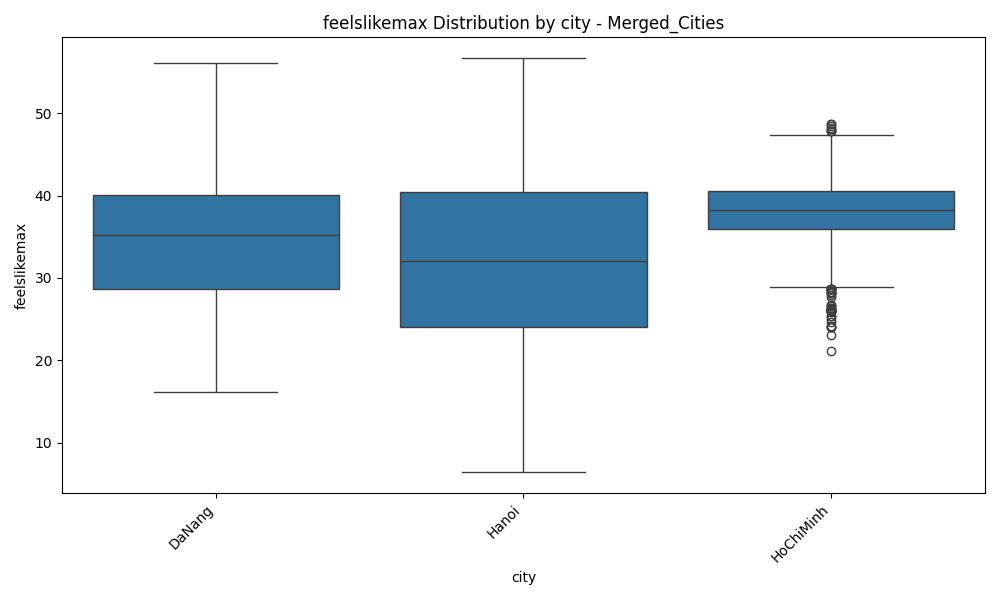 feelslikemax Distribution by city - Merged_Cities
feelslikemax
50
40
30
20
10
DaNang
Hanoi
HoChiMinh
city